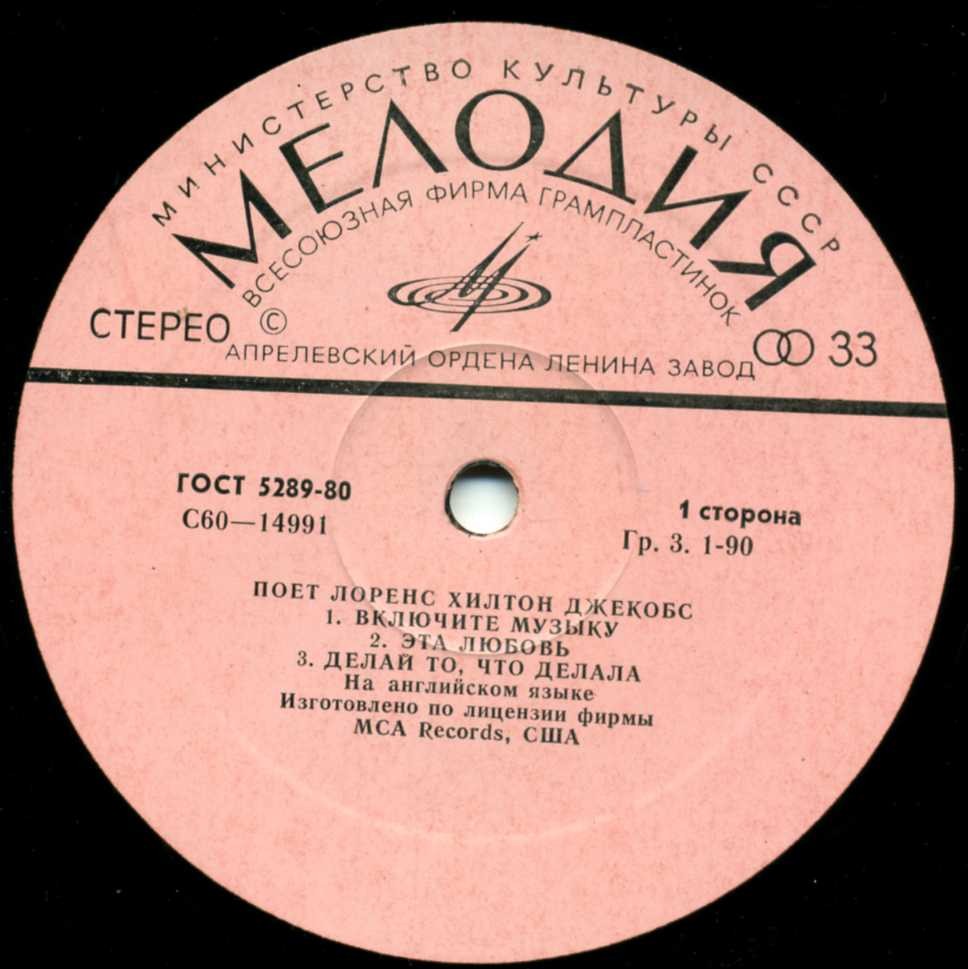 МИНИСТЕРСТВО КУЛЬТУРЫ СССР
МЕЛОДИЯ
ВСЕСОЮЗНАЯ ФИРМА ГРАМПЛАСТИНОК
СТЕРЕО ©
33
АПРЕЛЕВСКИЙ ОРДЕНА ЛЕНИНА ЗАВОД
ГОСТ 5289-80
С60—14991
1 сторона
Гр. 3. 1-90
ПОЕТ ЛОРЕНС ХИЛТОН ДЖЕКОБС
1. ВКЛЮЧИТЕ МУЗЫКУ
2. ЭТА ЛЮБОВЬ
3. ДЕЛАЙ ТО, ЧТО ДЕЛАЛА
На английском языке
Изготовлено по лицензии фирмы
MCA Records, США